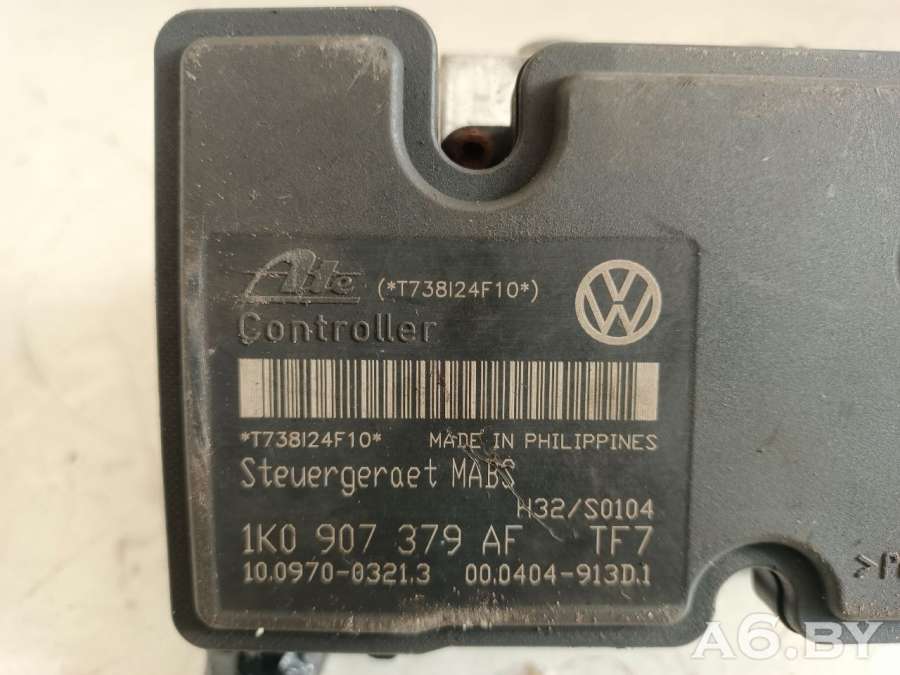 Ate (*T738I24F10*)
Controller
*T738I24F10* MADE IN PHILIPPINES
Steuergeraet MABS
H32/S0104
1K0 907 379 AF TF7
10.0970-0321.3 00.0404-913D.1
A6.BY